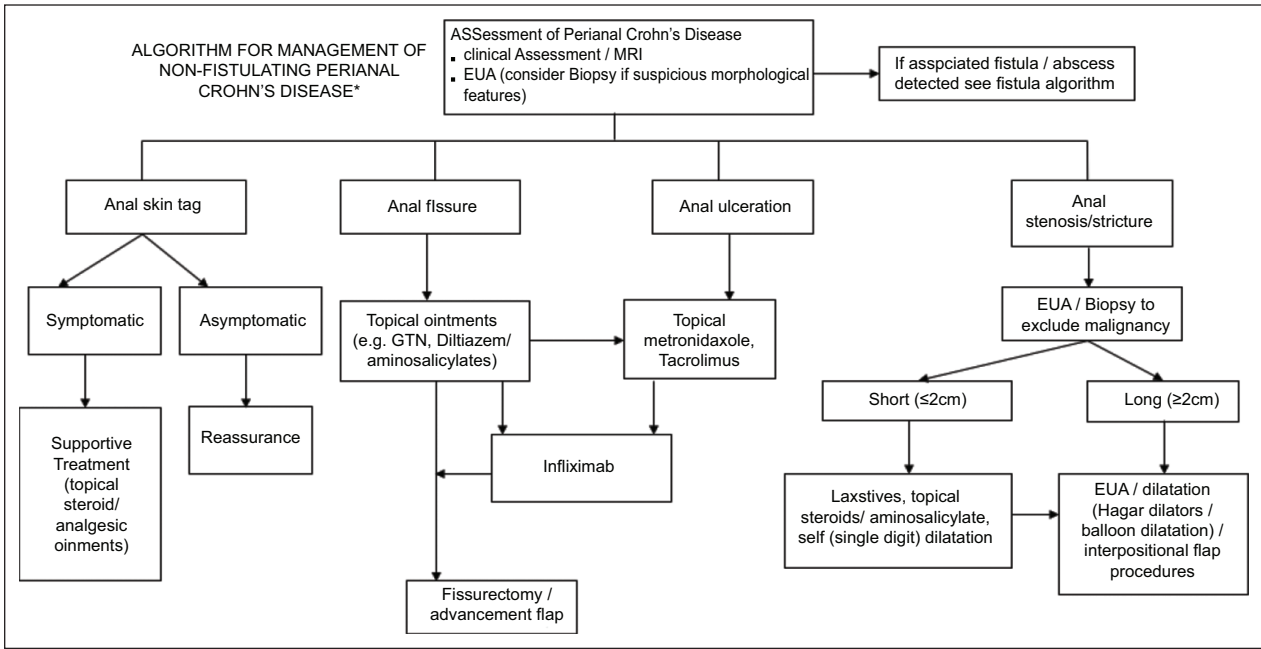 ALGORITHM FOR MANAGEMENT OF
NON-FISTULATING PERIANAL
CROHN'S DISEASE*
ASSessment of Perianal Crohn's Disease
▪ clinical Assessment / MRI
▪ EUA (consider Biopsy if suspicious morphological
features)
If asspciated fistula / abscess
detected see fistula algorithm
Anal skin tag
Anal fIssure
Anal ulceration
Anal
stenosis/stricture
Symptomatic
Asymptomatic
Topical ointments
(e.g. GTN, Diltiazem/
aminosalicylates)
Topical
metronidaxole,
Tacrolimus
EUA / Biopsy to
exclude malignancy
Short (≤2cm)
Long (≥2cm)
Supportive
Treatment
(topical
steroid/
analgesic
oinments)
Reassurance
Infliximab
Laxstives, topical
steroids/ aminosalicylate,
self (single digit) dilatation
EUA / dilatation
(Hagar dilators /
balloon dilatation) /
interpositional flap
procedures
Fissurectomy /
advancement flap